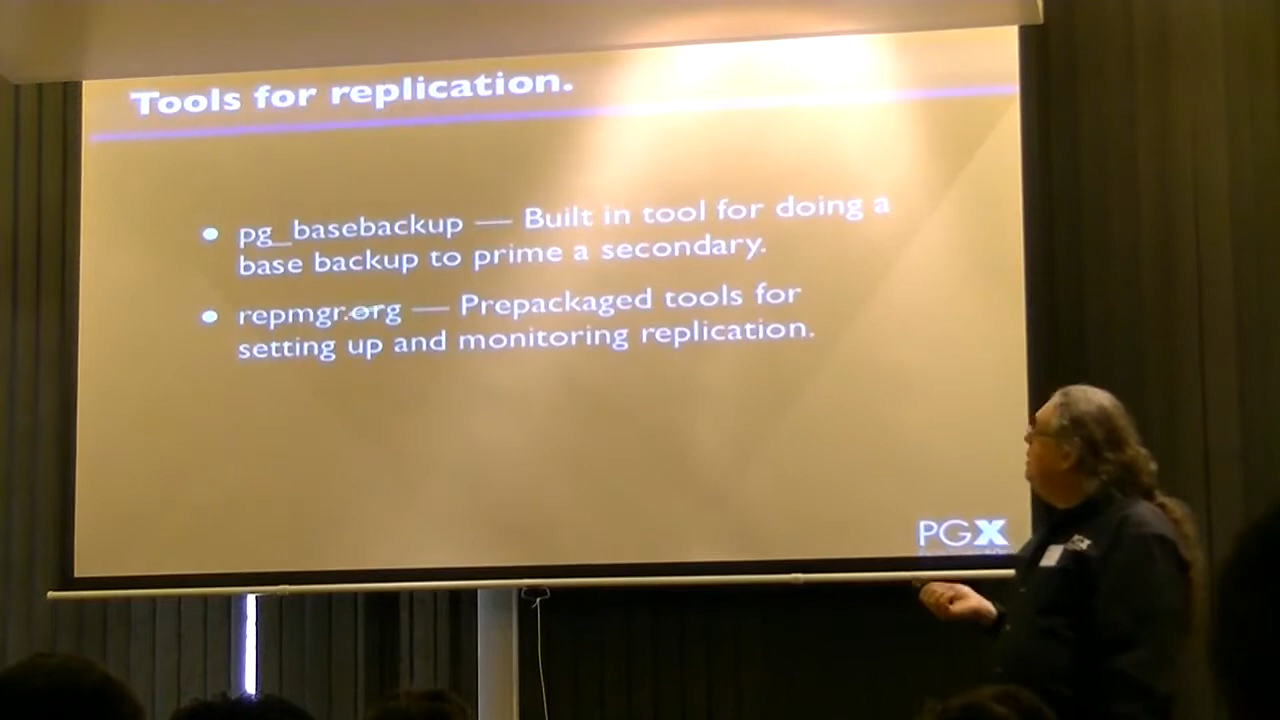 Tools for replication.
• pg_basebackup — Built in tool for doing a
base backup to prime a secondary.
• repmgr.org — Prepackaged tools for
setting up and monitoring replication.
PGX